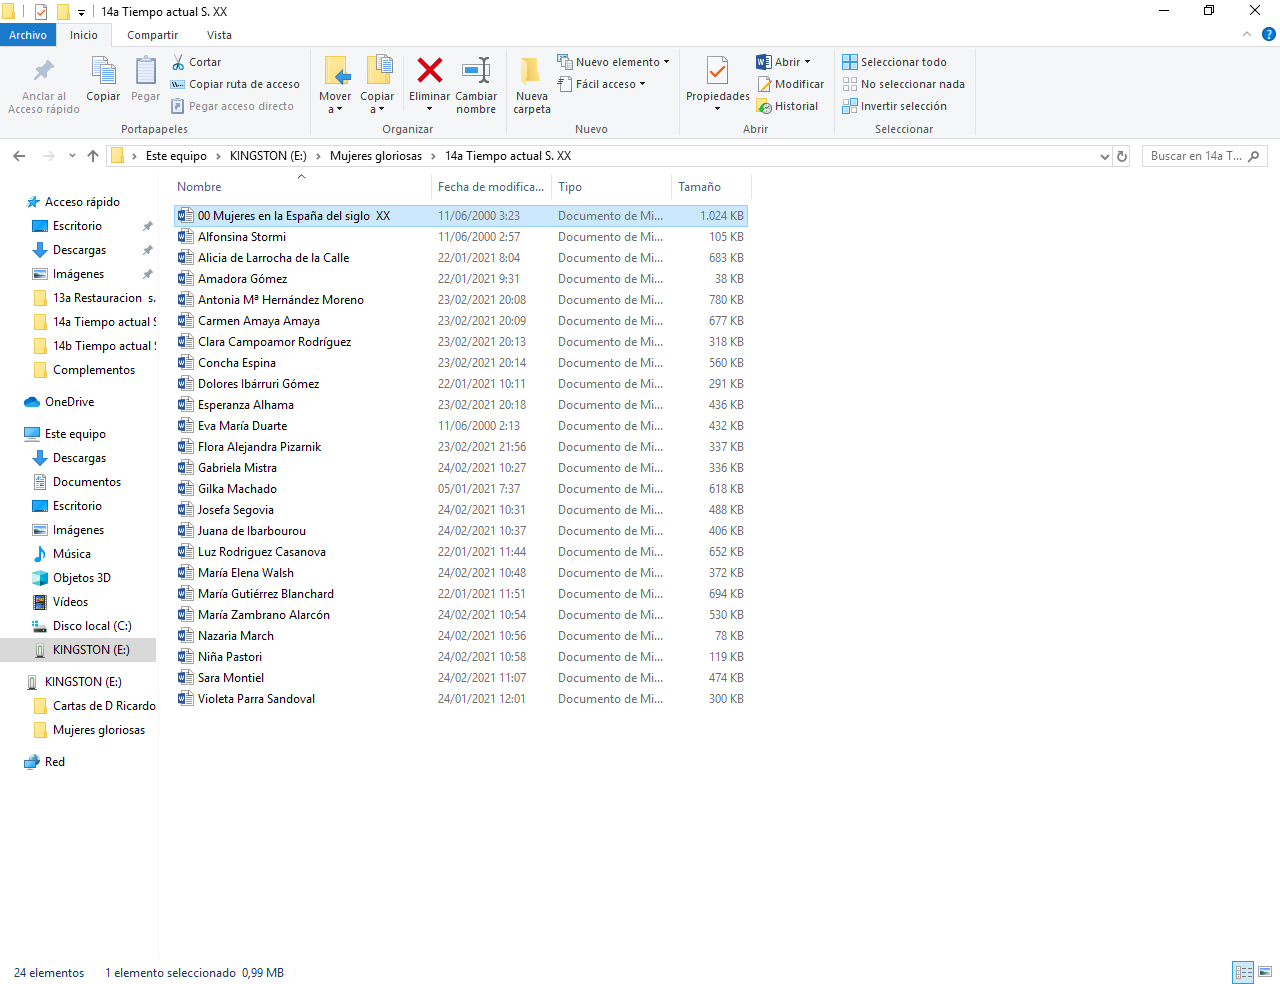 14a Tiempo actual S. XX
Archivo Inicio Compartir Vista
Anclar al Acceso rápido
Copiar
Pegar
Cortar
Copiar ruta de acceso
Pegar acceso directo
Portapapeles
Mover a
Copiar a
Eliminar
Cambiar nombre
Organizar
Nueva carpeta
Nuevo elemento
Fácil acceso
Nuevo
Propiedades
Abrir
Modificar
Historial
Abrir
Seleccionar todo
No seleccionar nada
Invertir selección
Seleccionar
Este equipo > KINGSTON (E:) > Mujeres gloriosas > 14a Tiempo actual S. XX
Buscar en 14a T...
Acceso rápido
Escritorio
Descargas
Imágenes
13a Restauracion s.
14a Tiempo actual S
14b Tiempo actual S
Complementos
OneDrive
Este equipo
Descargas
Documentos
Escritorio
Imágenes
Música
Objetos 3D
Vídeos
Disco local (C:)
KINGSTON (E:)
KINGSTON (E:)
Cartas de D Ricardo
Mujeres gloriosas
Red
Nombre Fecha de modifica... Tipo Tamaño
00 Mujeres en la España del siglo XX 11/06/2000 3:23 Documento de Mi... 1.024 KB
Alfonsina Stormi 11/06/2000 2:57 Documento de Mi... 105 KB
Alicia de Larrocha de la Calle 22/01/2021 8:04 Documento de Mi... 683 KB
Amadora Gómez 22/01/2021 9:31 Documento de Mi... 38 KB
Antonia Mª Hernández Moreno 23/02/2021 20:08 Documento de Mi... 780 KB
Carmen Amaya Amaya 23/02/2021 20:09 Documento de Mi... 677 KB
Clara Campoamor Rodríguez 23/02/2021 20:13 Documento de Mi... 318 KB
Concha Espina 23/02/2021 20:14 Documento de Mi... 560 KB
Dolores Ibárruri Gómez 22/01/2021 10:11 Documento de Mi... 291 KB
Esperanza Alhama 23/02/2021 20:18 Documento de Mi... 436 KB
Eva María Duarte 11/06/2000 2:13 Documento de Mi... 432 KB
Flora Alejandra Pizarnik 23/02/2021 21:56 Documento de Mi... 337 KB
Gabriela Mistra 24/02/2021 10:27 Documento de Mi... 336 KB
Gilka Machado 05/01/2021 7:37 Documento de Mi... 618 KB
Josefa Segovia 24/02/2021 10:31 Documento de Mi... 488 KB
Juana de Ibarbourou 24/02/2021 10:37 Documento de Mi... 406 KB
Luz Rodriguez Casanova 22/01/2021 11:44 Documento de Mi... 652 KB
María Elena Walsh 24/02/2021 10:48 Documento de Mi... 372 KB
María Gutiérrez Blanchard 22/01/2021 11:51 Documento de Mi... 694 KB
María Zambrano Alarcón 24/02/2021 10:54 Documento de Mi... 530 KB
Nazaria March 24/02/2021 10:56 Documento de Mi... 78 KB
Niña Pastori 24/02/2021 10:58 Documento de Mi... 119 KB
Sara Montiel 24/02/2021 11:07 Documento de Mi... 474 KB
Violeta Parra Sandoval 24/01/2021 12:01 Documento de Mi... 300 KB
24 elementos 1 elemento seleccionado 0,99 MB